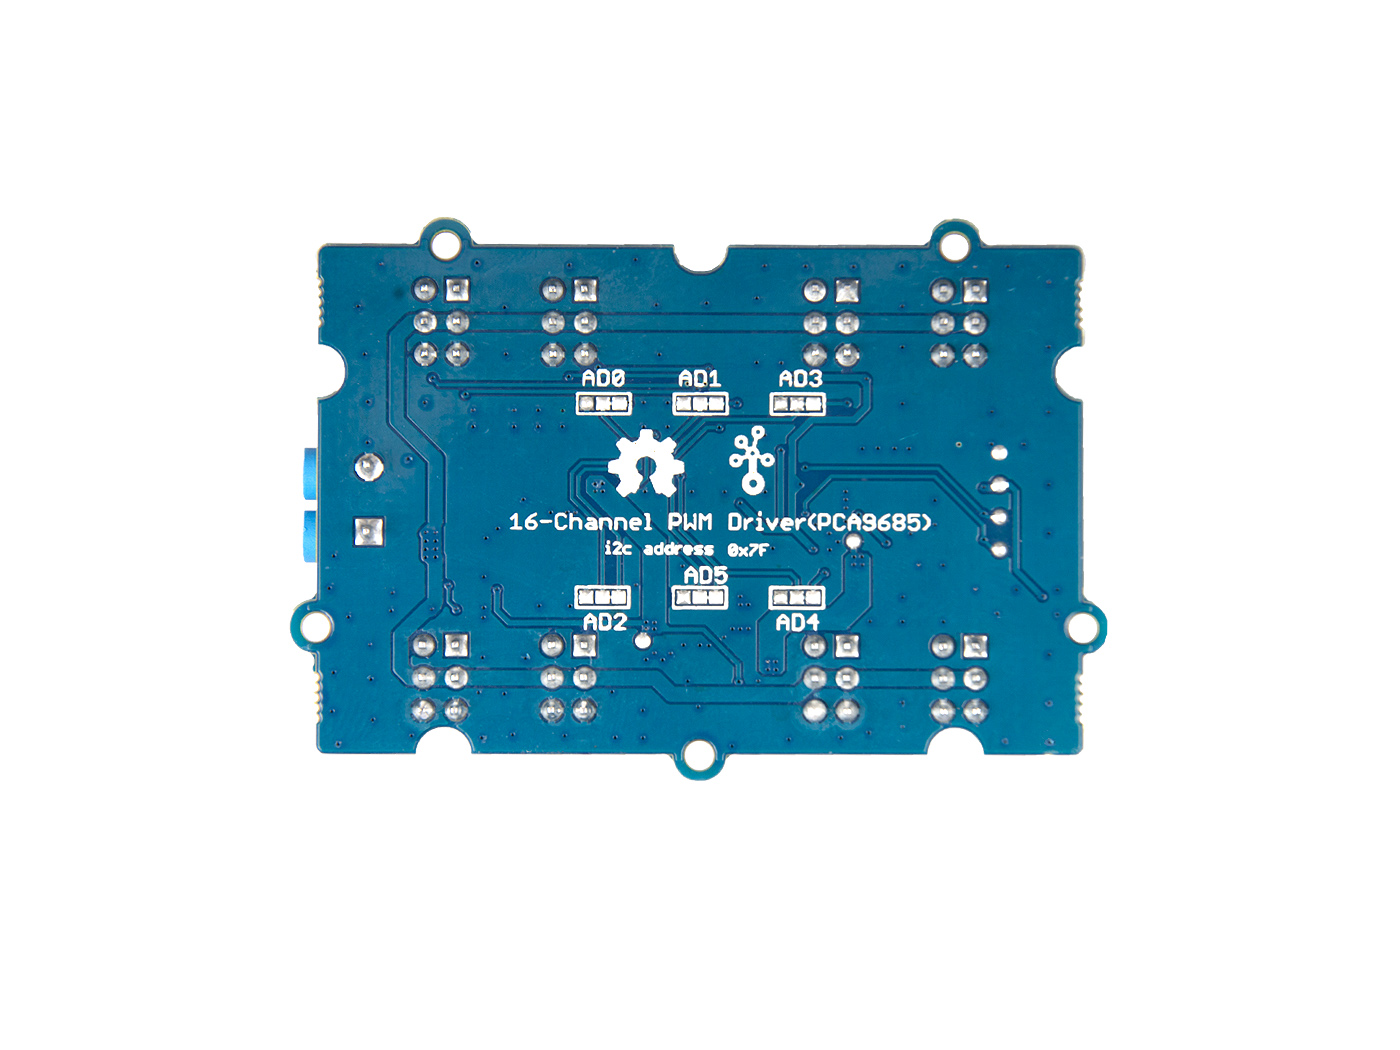 AD0 AD1 AD3
16-Channel PWM Driver(PCA9685)
i2c address 0x7F
AD5
AD2 AD4